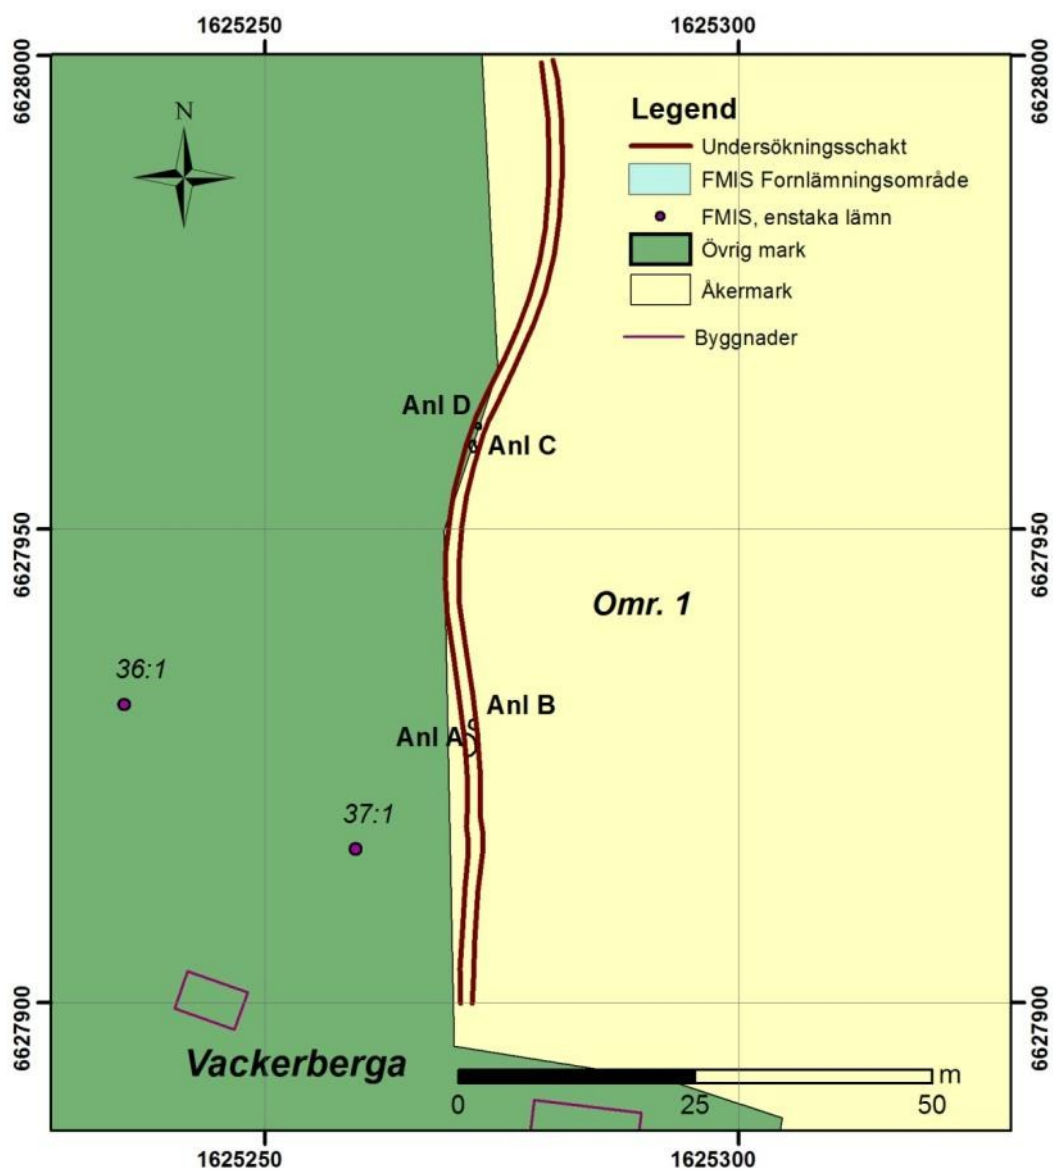 1625250
1625300
6628000
6628000
N
Legend
Undersökningsschakt
FMIS Fornlämningsområde
FMIS, enstaka lämn
Övrig mark
Åkermark
Byggnader
Anl D
Anl C
6627950
6627950
Omr. 1
36:1
Anl B
Anl A
37:1
6627900
6627900
Vackerberga
m
0
25
50
1625250
1625300